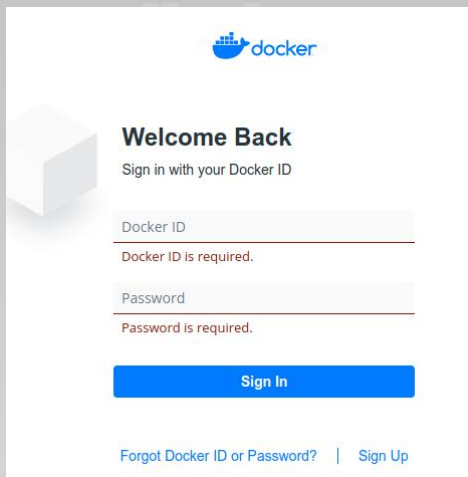 docker
Welcome Back
Sign in with your Docker ID
Docker ID
Docker ID is required.
Password
Password is required.
Sign In
Forgot Docker ID or Password? | Sign Up